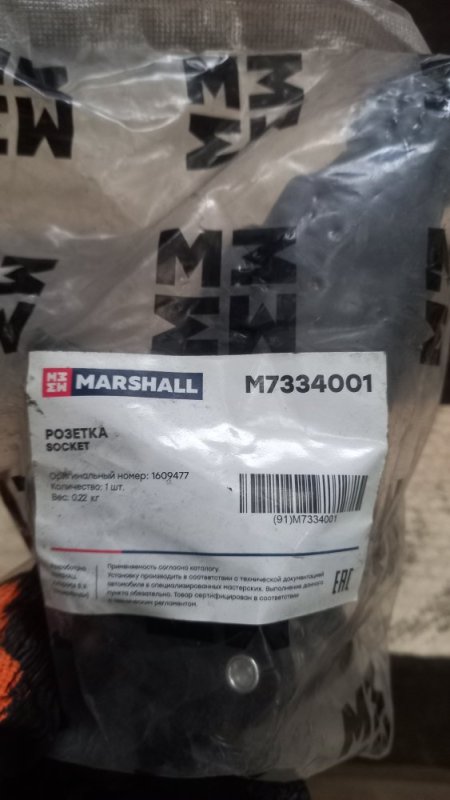 MARSHALL
M7334001
РОЗЕТКА
SOCKET
Оригинальный номер: 1609477
Количество: 1 шт.
Вес: 0.22 кг
(91)M7334001
Применяемость согласно каталогу.
Установку производить в соответствии с технической документацией
автомобиля в специализированных мастерских. Выполнение данного
пункта обязательно. Товар сертифицирован в соответствии
с техническим регламентом.
EAC